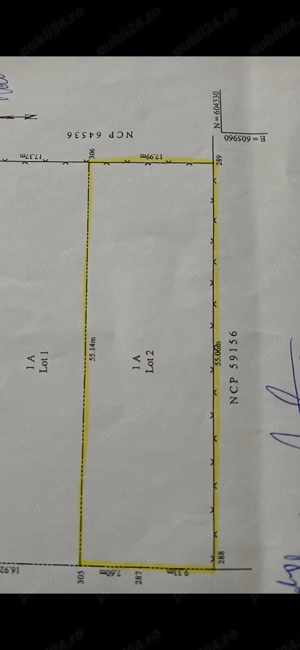 N
NCP 64536
N = 604330
E = 605960
17.37m
306
17.99m
289
1 A
Lot 1
55.14m
1 A
Lot 2
55.06m
NCP 59156
16.92
305
7.60m
287
9.11m
288